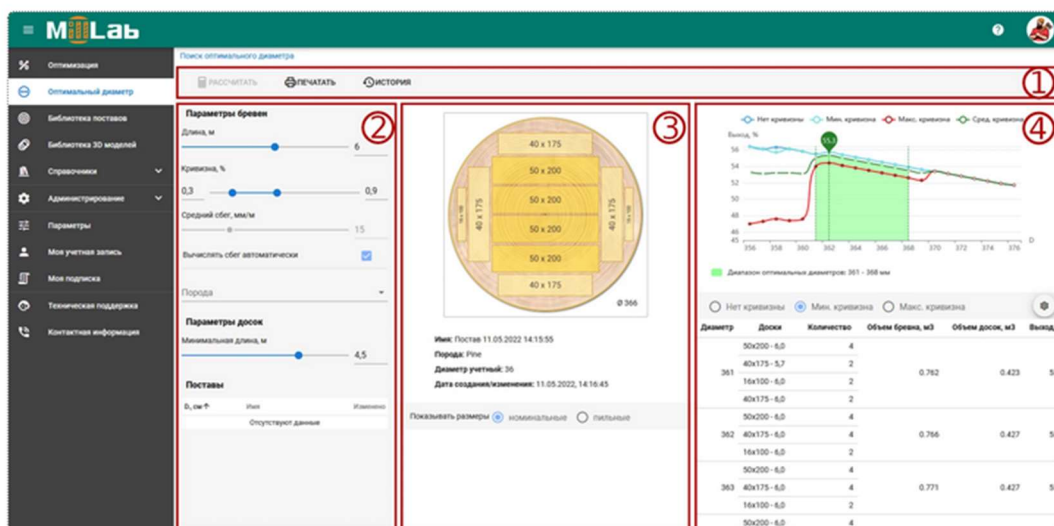 MOLab
Поиск оптимального диаметра
Оптимизация
Оптимальный диаметр
Библиотека поставов
Библиотека 3D моделей
Справочники
Администрирование
Параметры
Моя учетная запись
Моя подписка
Техническая поддержка
Контактная информация
РАССЧИТАТЬ ПЕЧАТАТЬ ИСТОРИЯ 1
Параметры бревен 2
Длина, м
6
Кривизна, %
0,3 0,9
Средний сбег, мм/м
15
Вычислять сбег автоматически
Порода
Параметры досок
Минимальная длина, м
4,5
Поставы
D, см Имя Изменено
Отсутствуют данные
3
40 x 175
50 x 200
50 x 200
50 x 200
50 x 200
40 x 175
16 x 100 40 x 175 40 x 175 16 x 100
Ø 366
Имя: Постав 11.05.2022 14:15:55
Порода: Pine
Диаметр учетный: 36
Дата создания/изменения: 11.05.2022, 14:16:45
Показывать размеры номинальные пильные
4
Нет кривизны Мин. кривизна Макс. кривизна Сред. кривизна
Выход, %
56
54
52
50
48
46
45
356 358 360 362 364 366 368 370 372 374 376 D
Диапазон оптимальных диаметров: 361 - 368 мм
Нет кривизны Мин. кривизна Макс. кривизна
Диаметр Доски Количество Объем бревна, м3 Объем досок, м3 Выход
361 0.762 0.423 5
50x200 - 6,0 4
40x175 - 5,7 2
16x100 - 6,0 2
40x175 - 6,0 2
362 0.766 0.427 5
50x200 - 6,0 4
40x175 - 6,0 4
16x100 - 6,0 2
363 0.771 0.427 5
50x200 - 6,0 4
40x175 - 6,0 4
16x100 - 6,0 2
50x200 - 6,0 4